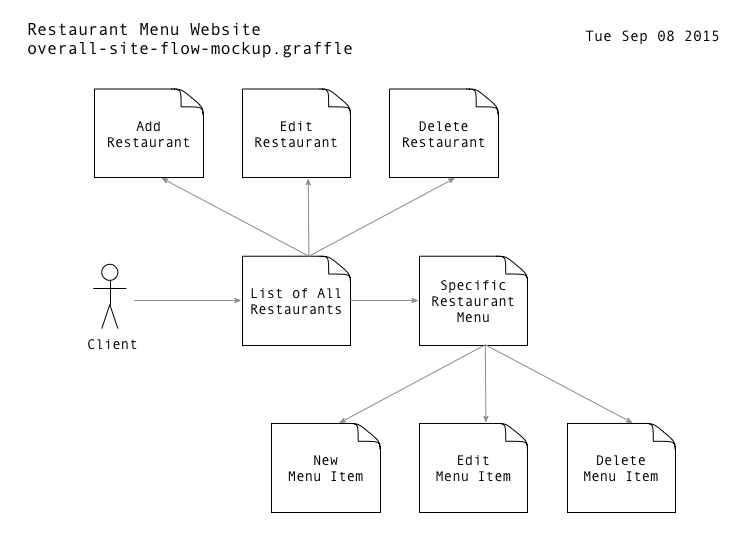 Restaurant Menu Website
overall-site-flow-mockup.graffle
Tue Sep 08 2015
Add
Restaurant
Edit
Restaurant
Delete
Restaurant
Client
List of All
Restaurants
Specific
Restaurant
Menu
New
Menu Item
Edit
Menu Item
Delete
Menu Item